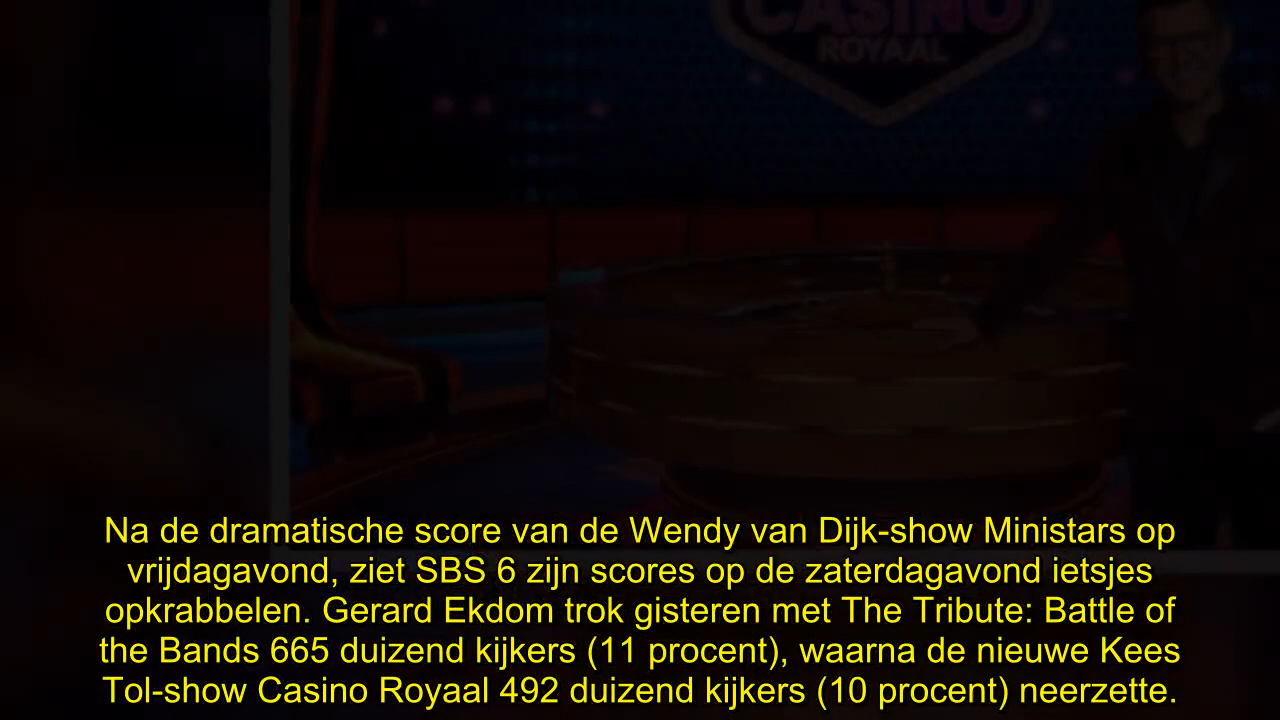 CASINO
ROYAAL
Na de dramatische score van de Wendy van Dijk-show Ministars op
vrijdagavond, ziet SBS 6 zijn scores op de zaterdagavond ietsjes
opkrabbelen. Gerard Ekdom trok gisteren met The Tribute: Battle of
the Bands 665 duizend kijkers (11 procent), waarna de nieuwe Kees
Tol-show Casino Royaal 492 duizend kijkers (10 procent) neerzette.